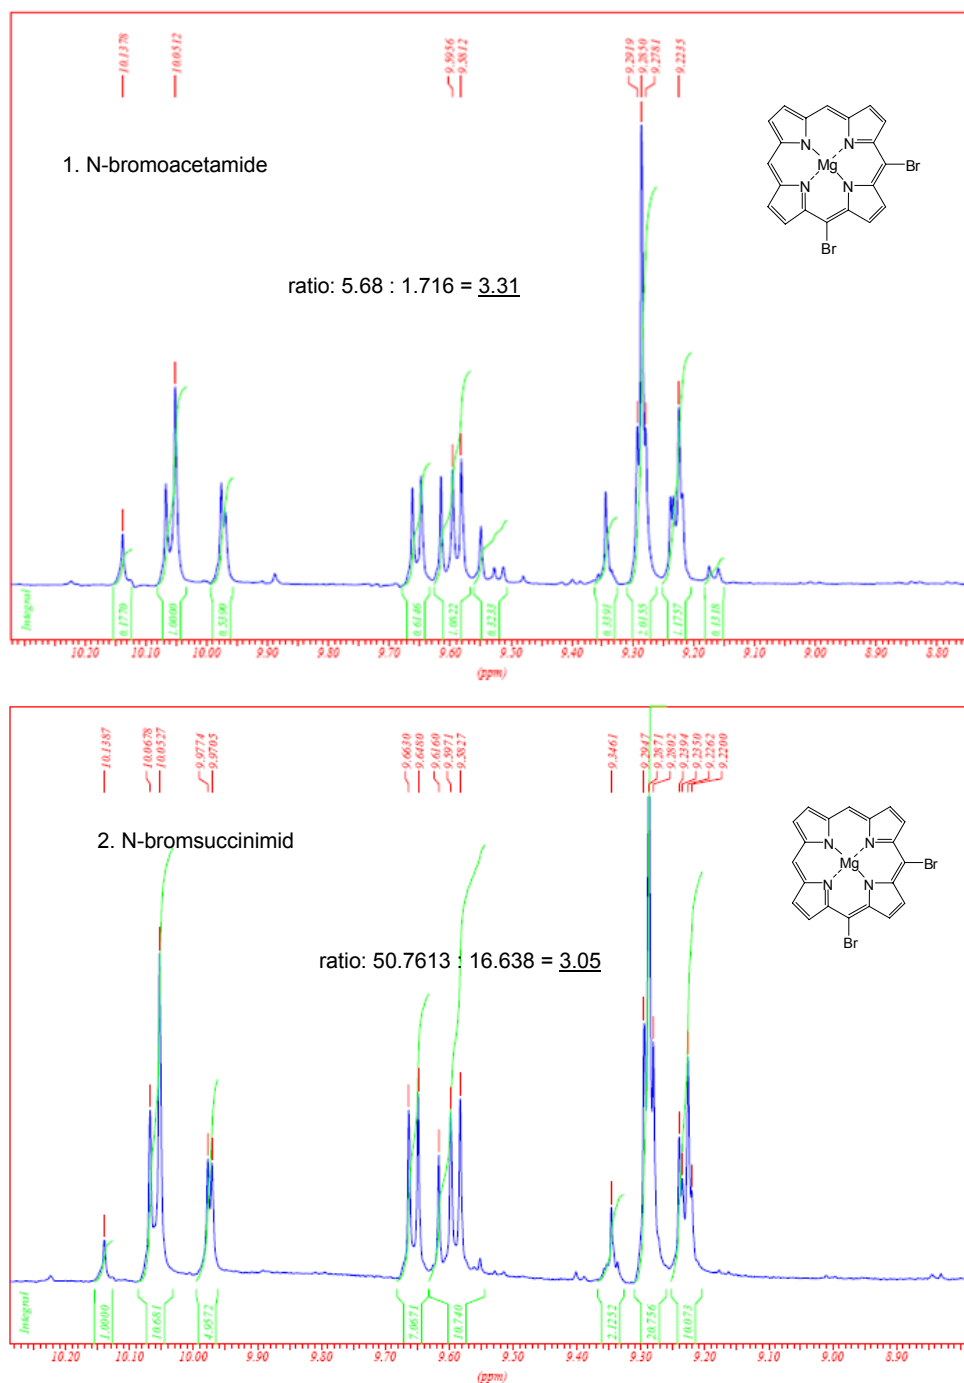 10.1378
10.0512
9.5956
9.5812
9.2919
9.2850
9.2781
9.2235
1. N-bromoacetamide
N
N
Mg
N
N
Br
Br
ratio: 5.68 : 1.716 = 3.31
Integral
0.1770
1.0000
0.5390
0.6146
1.0822
0.3233
0.3391
2.0155
1.1757
0.1318
10.20 10.10 10.00 9.90 9.80 9.70 9.60 9.50 9.40 9.30 9.20 9.10 9.00 8.90 8.80
(ppm)
10.1387
10.0678
10.0527
9.9774
9.9705
9.6630
9.6480
9.6160
9.5971
9.5827
9.3461
9.2947
9.2871
9.2802
9.2394
9.2350
9.2262
9.2200
2. N-bromsuccinimid
N
N
Mg
N
N
Br
Br
ratio: 50.7613 : 16.638 = 3.05
Integral
1.0000
10.681
4.9572
7.0671
10.740
2.1252
20.756
10.073
10.20 10.10 10.00 9.90 9.80 9.70 9.60 9.50 9.40 9.30 9.20 9.10 9.00 8.90
(ppm)